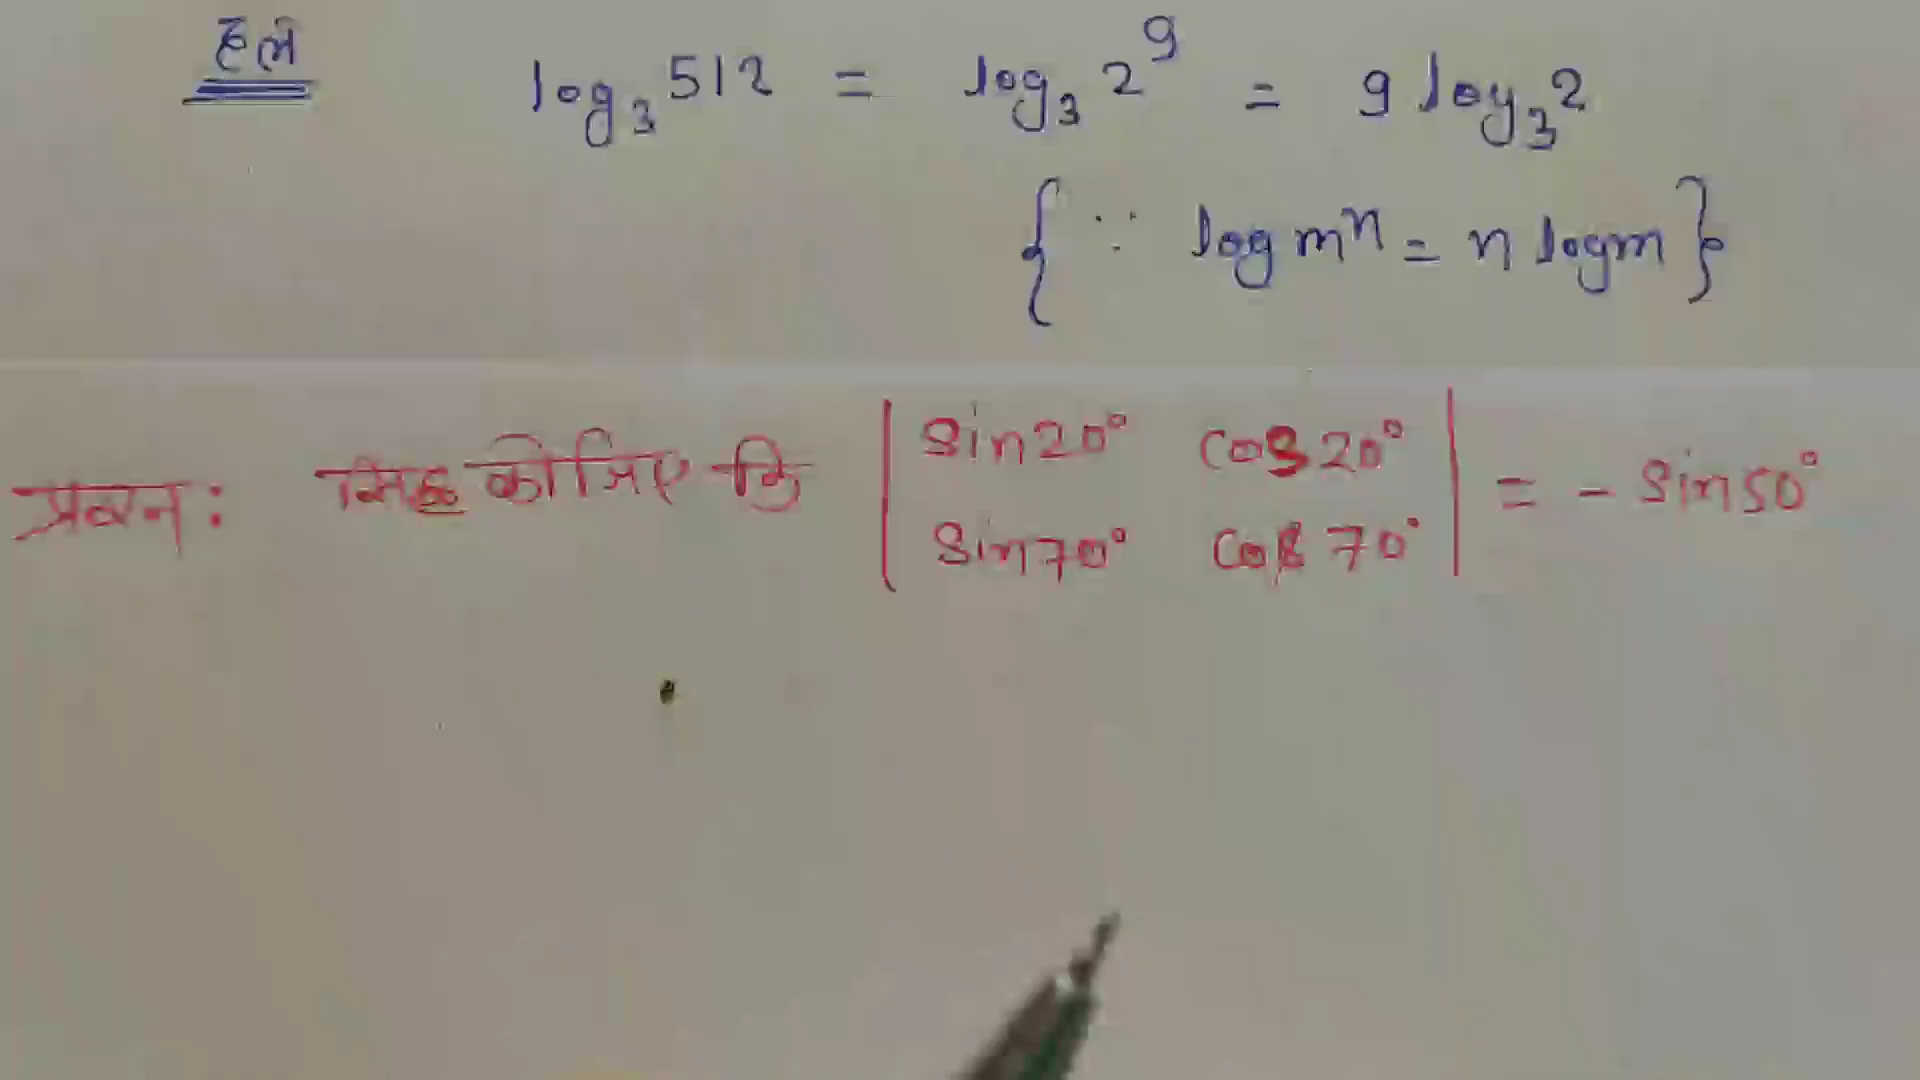 हल
log₃512 = log₃2⁹ = 9 log₃2
{ ∵ log mⁿ = n log m }
प्रश्न : सिद्ध कीजिए कि | sin20° cos20° | = - sin50°
| sin70° cos70° |